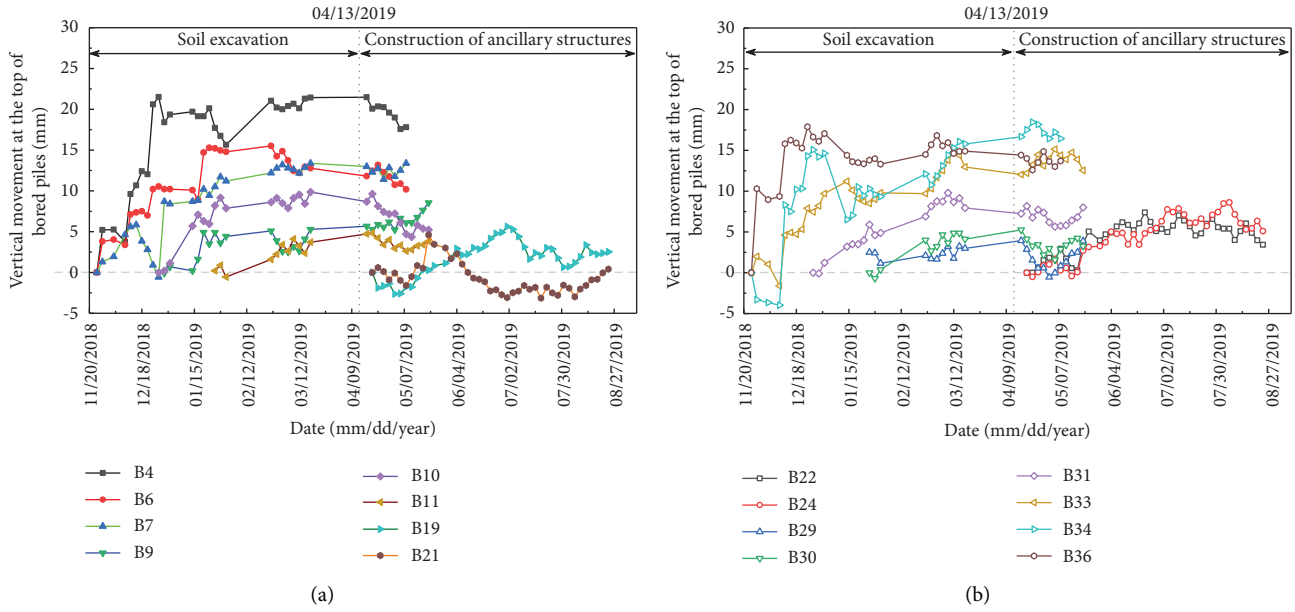 04/13/2019
Soil excavation
Construction of ancillary structures
Vertical movement at the top of
bored piles (mm)
30
25
20
15
10
5
0
-5
11/20/2018
12/18/2018
01/15/2019
02/12/2019
03/12/2019
04/09/2019
05/07/2019
06/04/2019
07/02/2019
07/30/2019
08/27/2019
Date (mm/dd/year)
B4
B6
B7
B9
B10
B11
B19
B21
(a)
04/13/2019
Soil excavation
Construction of ancillary structures
Vertical movement at the top of
bored piles (mm)
30
25
20
15
10
5
0
-5
11/20/2018
12/18/2018
01/15/2019
02/12/2019
03/12/2019
04/09/2019
05/07/2019
06/04/2019
07/02/2019
07/30/2019
08/27/2019
Date (mm/dd/year)
B22
B24
B29
B30
B31
B33
B34
B36
(b)